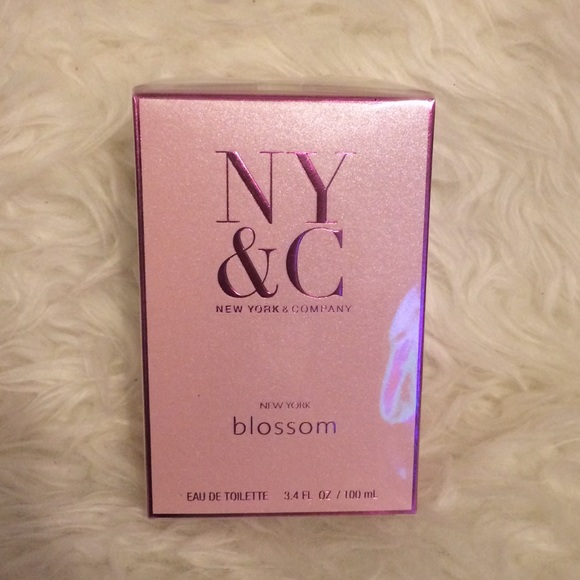 NY
&C
NEW YORK & COMPANY
NEW YORK
blossom
EAU DE TOILETTE 3.4 FL OZ / 100 mL